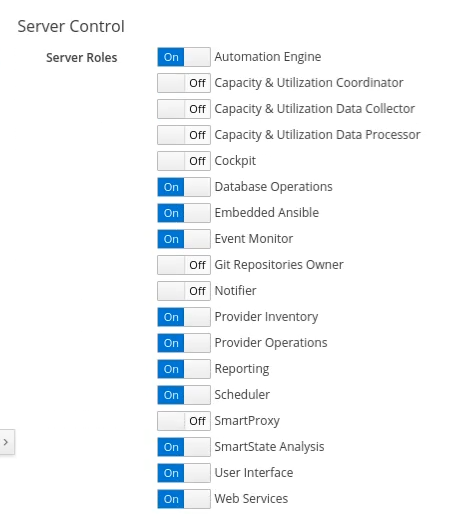 Server Control
Server Roles On Automation Engine
Off Capacity & Utilization Coordinator
Off Capacity & Utilization Data Collector
Off Capacity & Utilization Data Processor
Off Cockpit
On Database Operations
On Embedded Ansible
On Event Monitor
Off Git Repositories Owner
Off Notifier
On Provider Inventory
On Provider Operations
On Reporting
On Scheduler
Off SmartProxy
On SmartState Analysis
On User Interface
On Web Services